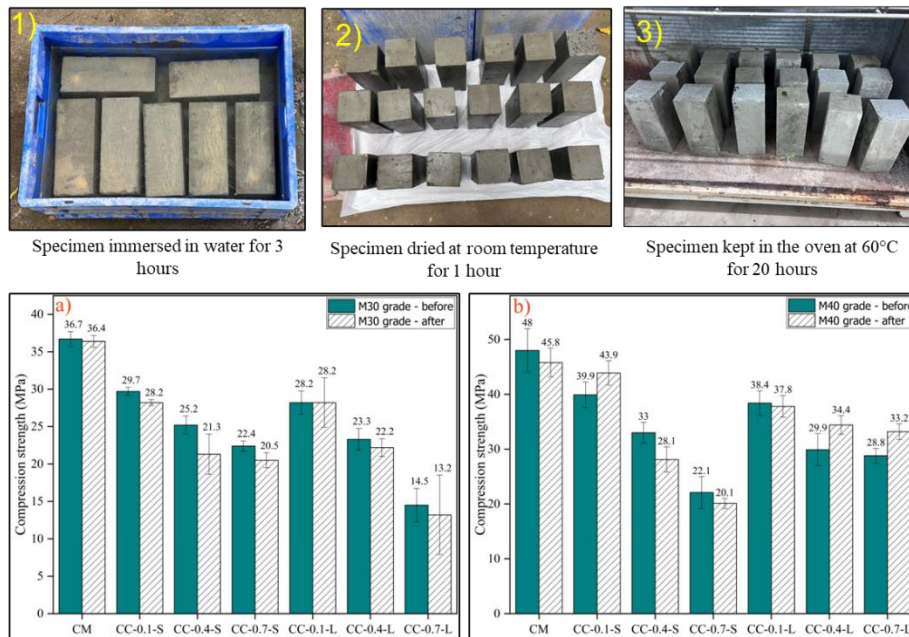 1)
2)
3)
Specimen immersed in water for 3
hours
Specimen dried at room temperature
for 1 hour
Specimen kept in the oven at 60°C
for 20 hours
a)
M30 grade - before
M30 grade - after
Compression strength (MPa)
40
35
30
25
20
15
10
5
0
36.7 36.4
29.7 28.2
25.2 21.3
22.4 20.5
28.2 28.2
23.3 22.2
14.5 13.2
CM CC-0.1-S CC-0.4-S CC-0.7-S CC-0.1-L CC-0.4-L CC-0.7-L
b)
M40 grade - before
M40 grade - after
Compression strength (MPa)
50
40
30
20
10
0
48 45.8
39.9 43.9
33 28.1
22.1 20.1
38.4 37.8
29.9 34.4
28.8 33.2
CM CC-0.1-S CC-0.4-S CC-0.7-S CC-0.1-L CC-0.4-L CC-0.7-L